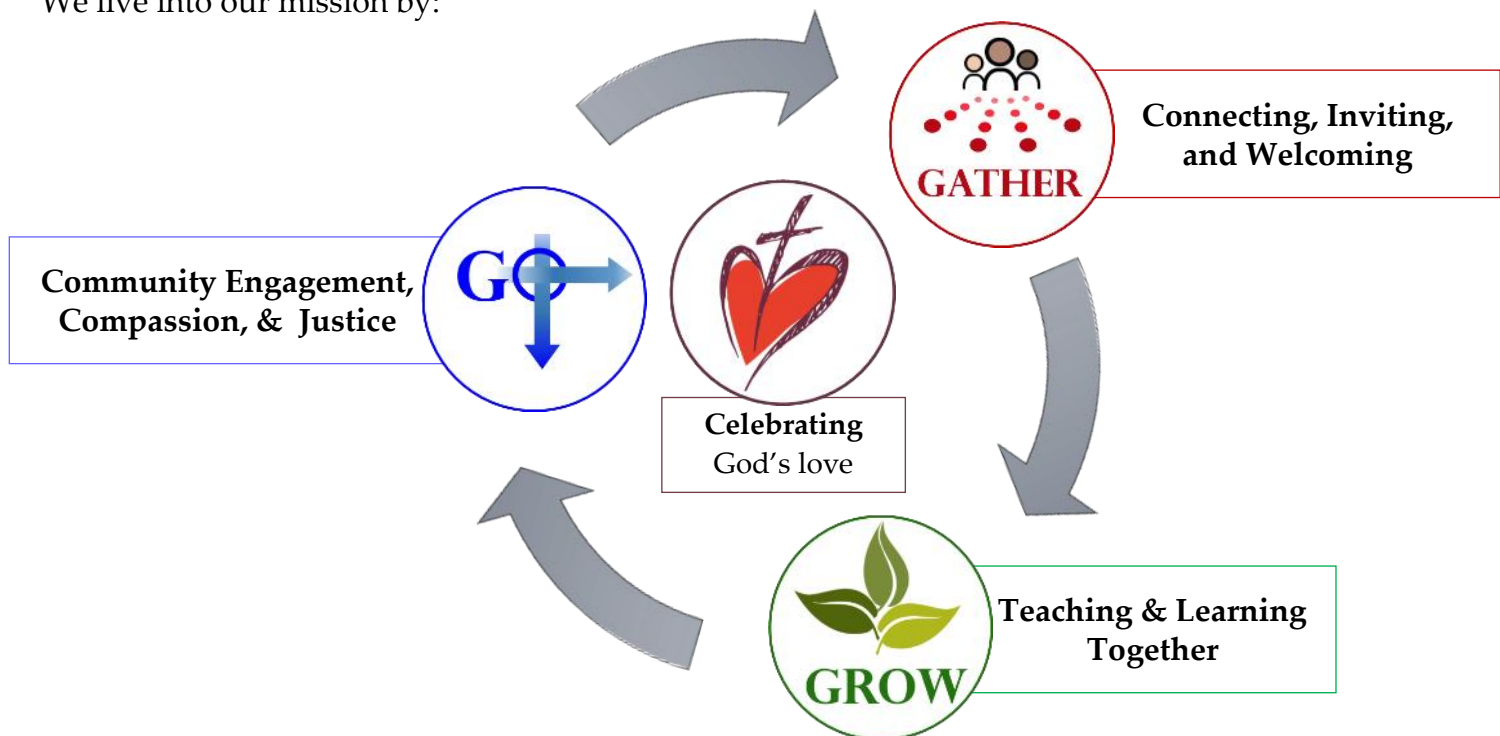 We live into our mission by:
GATHER
Connecting, Inviting,
and Welcoming
GO
Community Engagement,
Compassion, & Justice
Celebrating
God's love
GROW
Teaching & Learning
Together